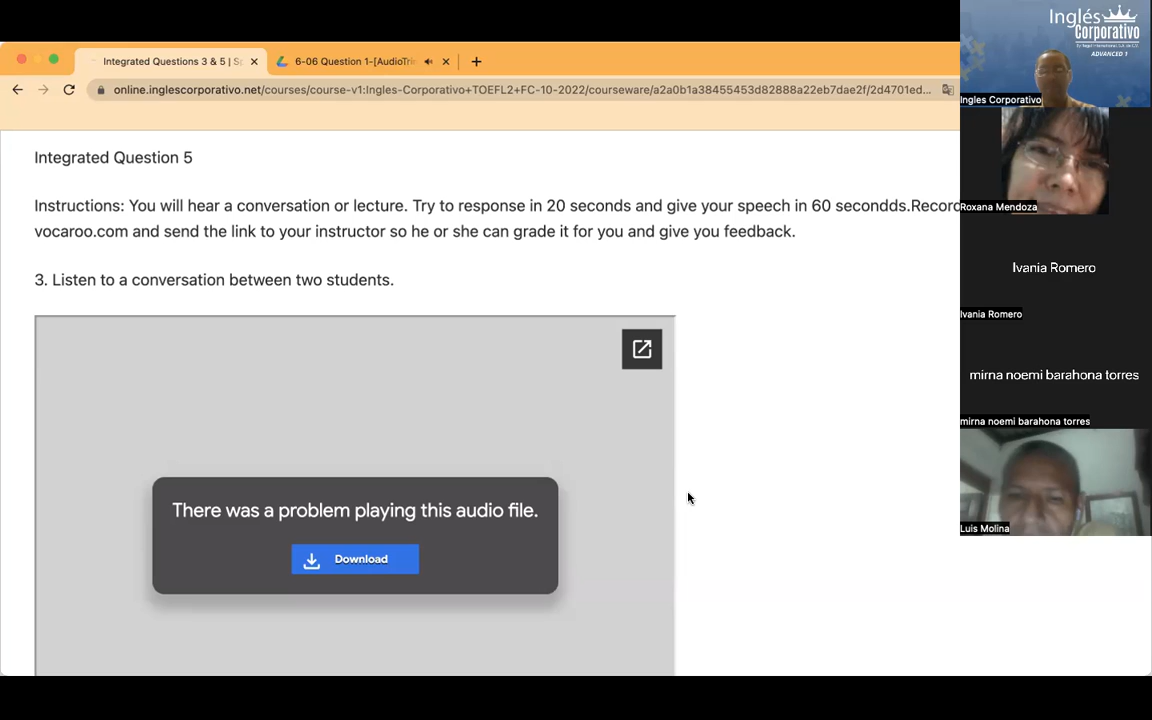 Inglés
Corporativo
ADVANCED 1
Ingles Corporativo
Integrated Questions 3 & 5 | S
6-06 Question 1-[AudioTri
online.inglescorporativo.net/courses/course-v1:Ingles-Corporativo+TOEFL2+FC-10-2022/courseware/a2a0b1a38455453d82888a22eb7dae2f/2d4701ed...
Integrated Question 5
Instructions: You will hear a conversation or lecture. Try to response in 20 seconds and give your speech in 60 secondds.Record
vocaroo.com and send the link to your instructor so he or she can grade it for you and give you feedback.
3. Listen to a conversation between two students.
There was a problem playing this audio file.
Download
Roxana Mendoza
Ivania Romero
Ivania Romero
mirna noemi barahona torres
mirna noemi barahona torres
Luis Molina